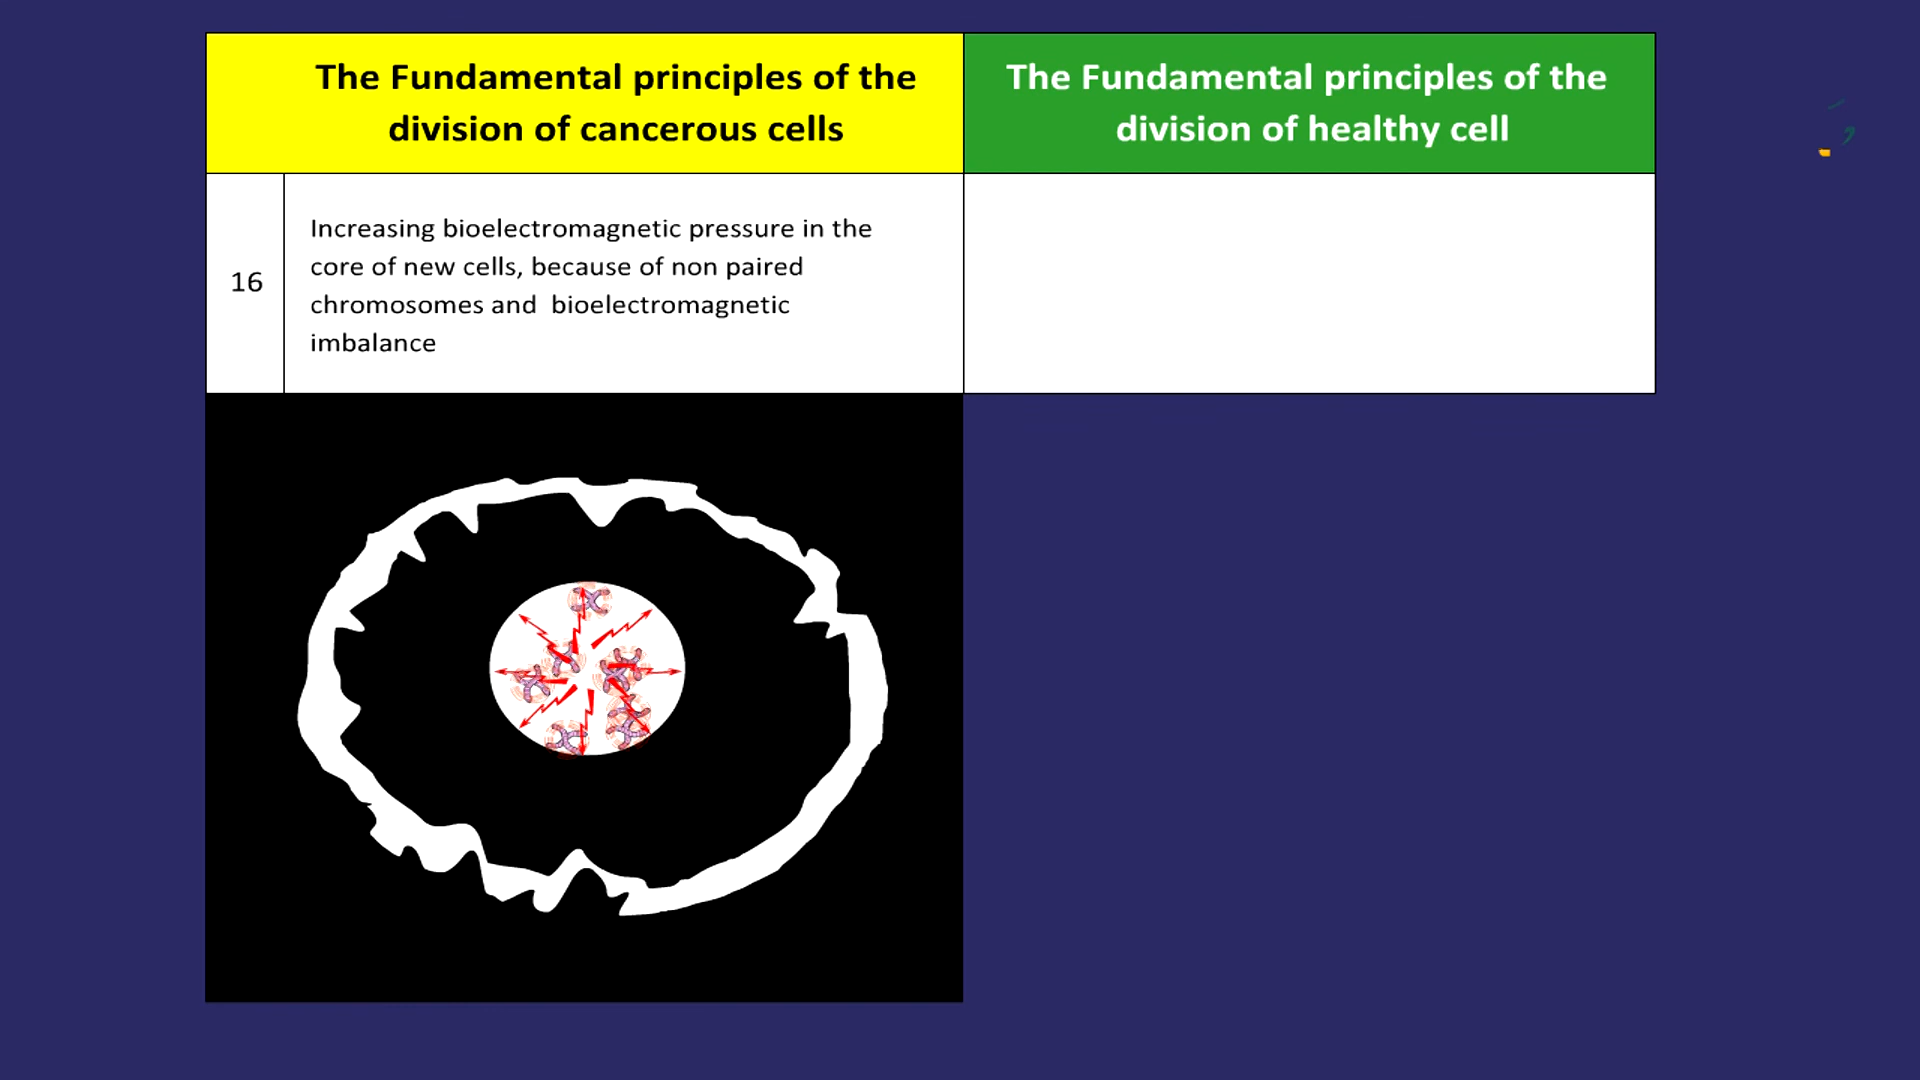 The Fundamental principles of the
division of cancerous cells
The Fundamental principles of the
division of healthy cell
16
Increasing bioelectromagnetic pressure in the
core of new cells, because of non paired
chromosomes and  bioelectromagnetic
imbalance